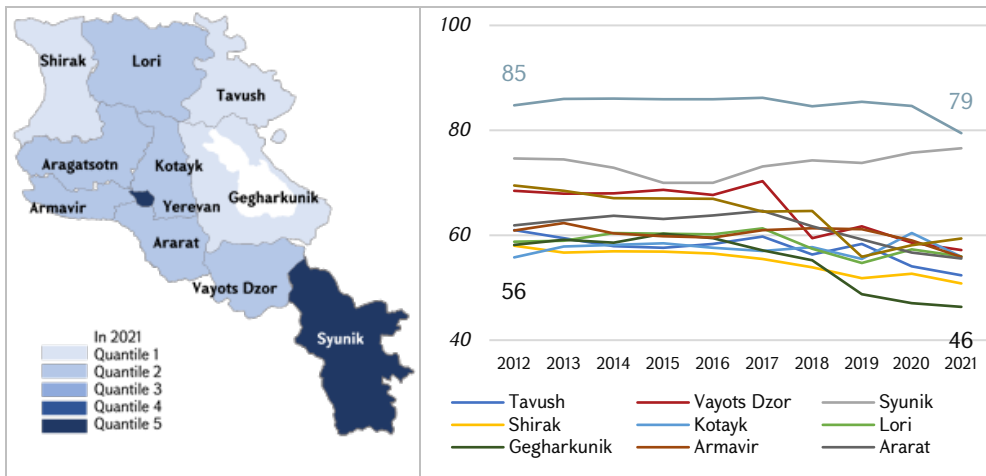 Shirak
Lori
Tavush
Aragatsotn
Kotayk
Gegharkunik
Armavir
Yerevan
Ararat
Vayots Dzor
Syunik
In 2021
Quantile 1
Quantile 2
Quantile 3
Quantile 4
Quantile 5
100
85
79
80
60
56
46
40
2012 2013 2014 2015 2016 2017 2018 2019 2020 2021
Tavush Vayots Dzor Syunik
Shirak Kotayk Lori
Gegharkunik Armavir Ararat